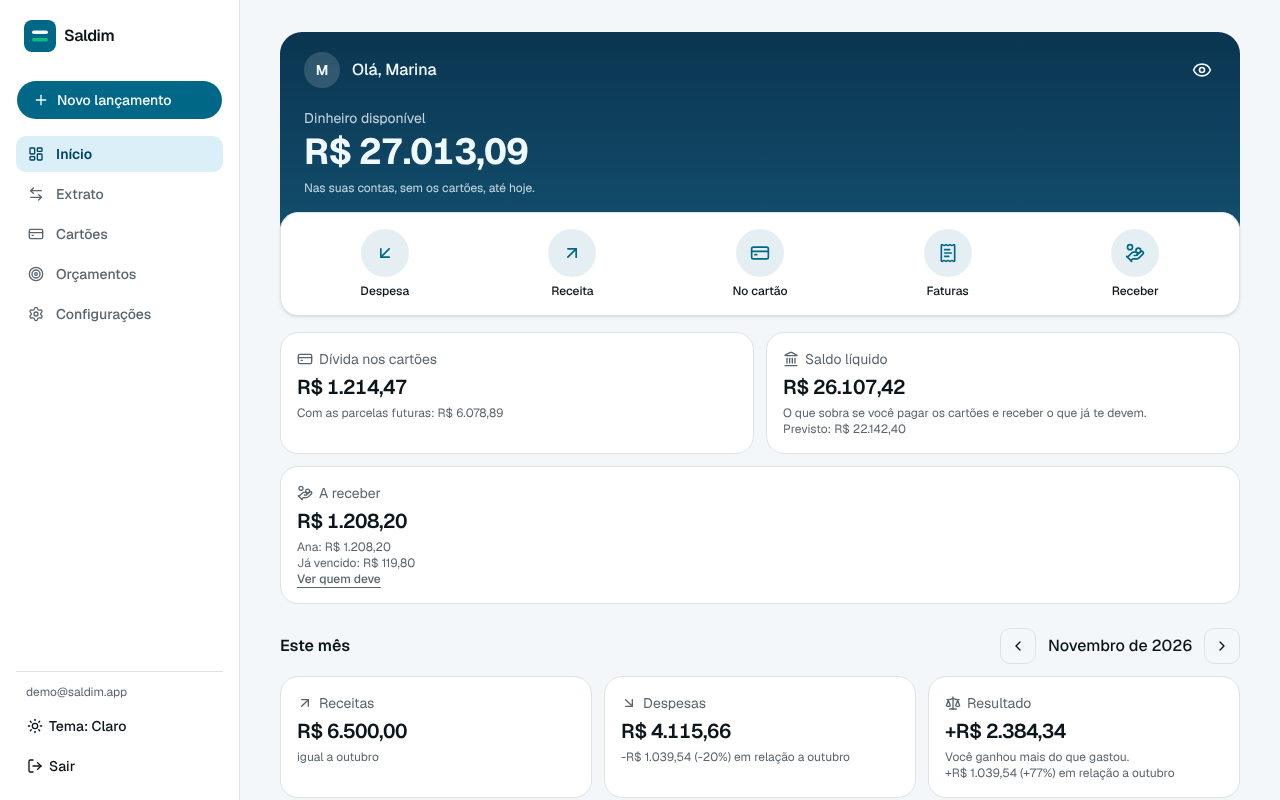 Saldim
Novo lançamento
Início
Extrato
Cartões
Orçamentos
Configurações
demo@saldim.app
Tema: Claro
Sair
M
Olá, Marina
Dinheiro disponível
R$ 27.013,09
Nas suas contas, sem os cartões, até hoje.
Despesa
Receita
No cartão
Faturas
Receber
Dívida nos cartões
R$ 1.214,47
Com as parcelas futuras: R$ 6.078,89
Saldo líquido
R$ 26.107,42
O que sobra se você pagar os cartões e receber o que já te devem.
Previsto: R$ 22.142,40
A receber
R$ 1.208,20
Ana: R$ 1.208,20
Já vencido: R$ 119,80
Ver quem deve
Este mês
Novembro de 2026
Receitas
R$ 6.500,00
igual a outubro
Despesas
R$ 4.115,66
-R$ 1.039,54 (-20%) em relação a outubro
Resultado
+R$ 2.384,34
Você ganhou mais do que gastou.
+R$ 1.039,54 (+77%) em relação a outubro